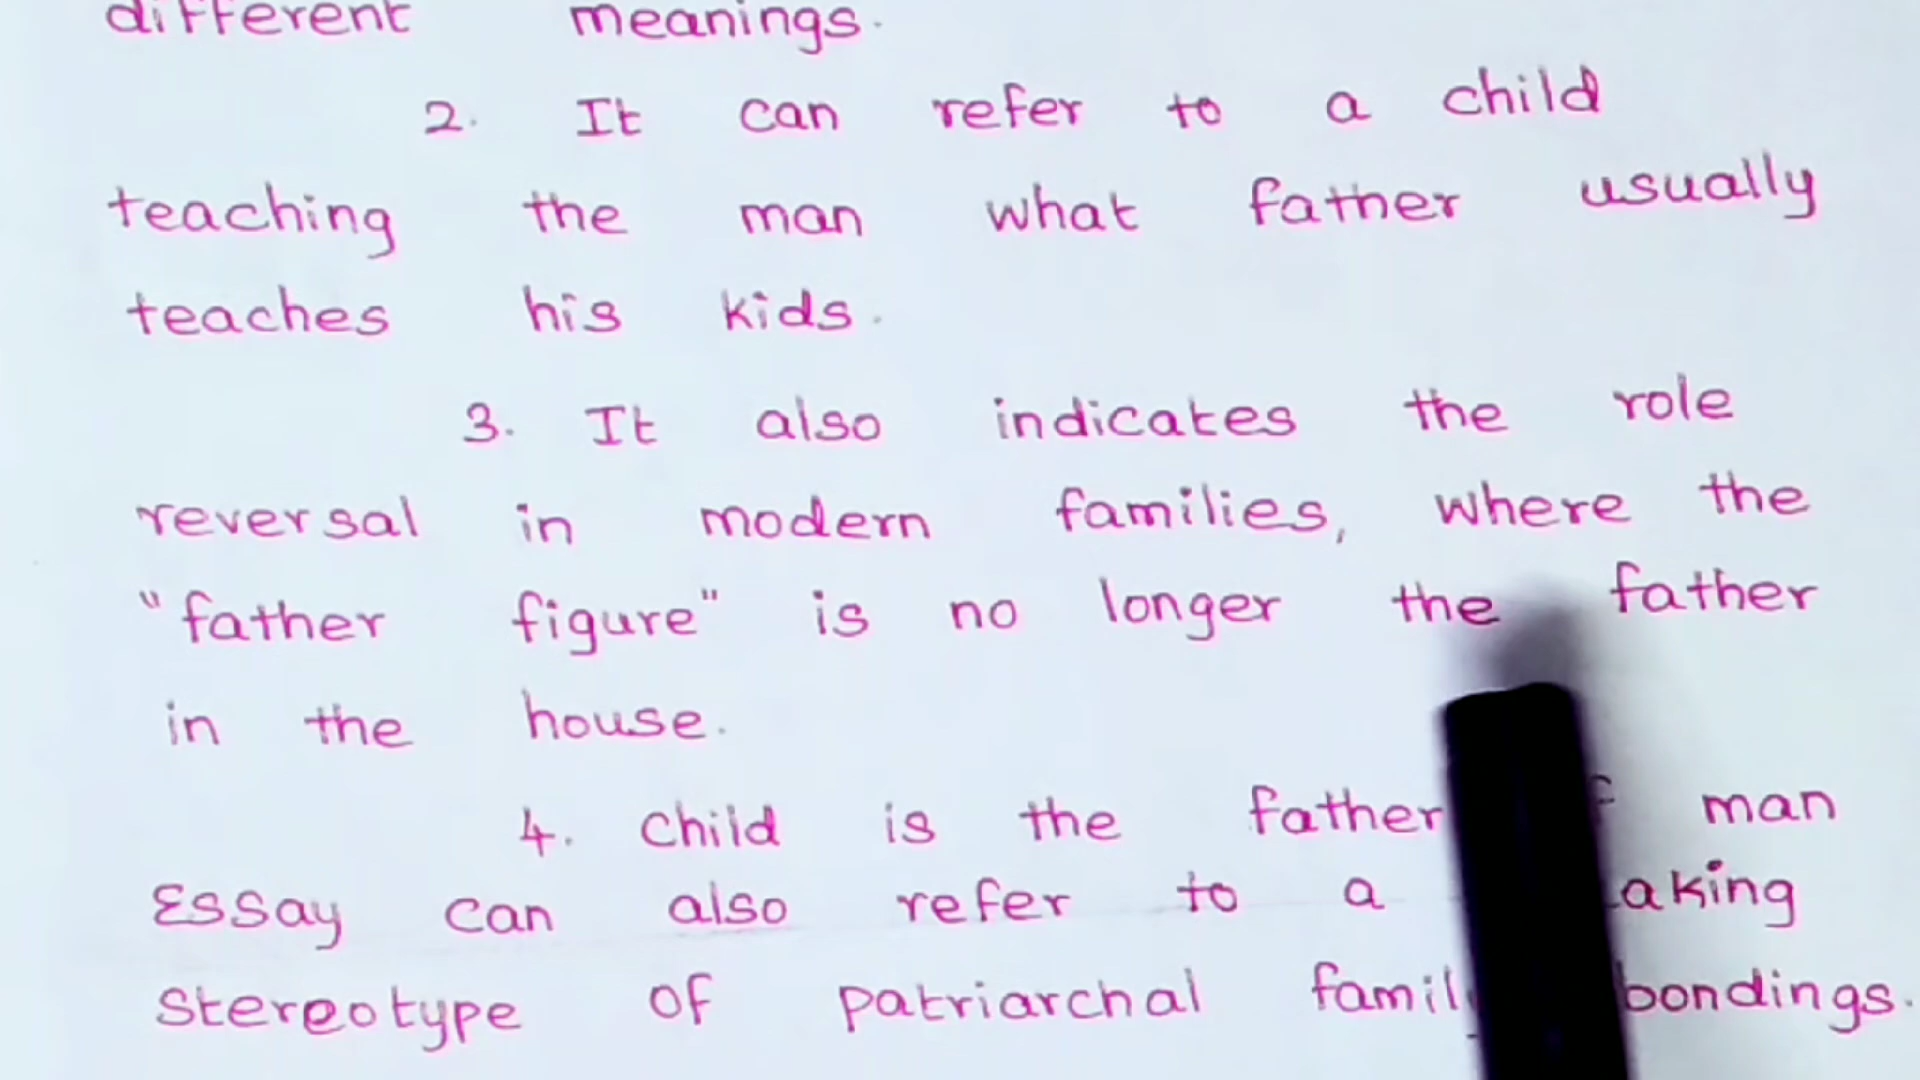 different meanings.
2. It can refer to a child
teaching the man what father usually
teaches his kids.
3. It also indicates the role
reversal in modern families, where the
"father figure" is no longer the father
in the house.
4. Child is the father man
Essay can also refer to a
stereotype of patriarchal bondings.